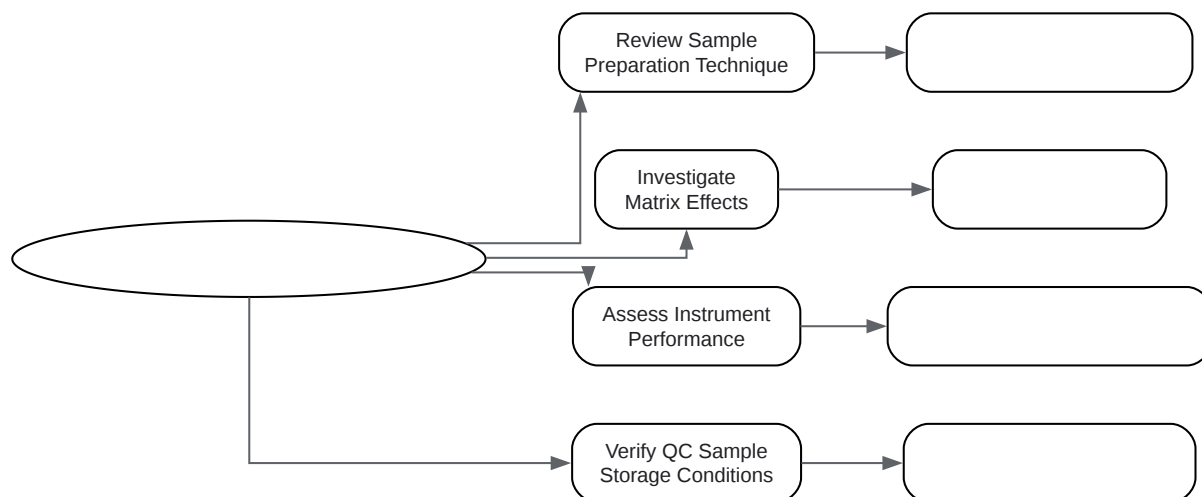 Review Sample
Preparation Technique
Investigate
Matrix Effects
Assess Instrument
Performance
Verify QC Sample
Storage Conditions